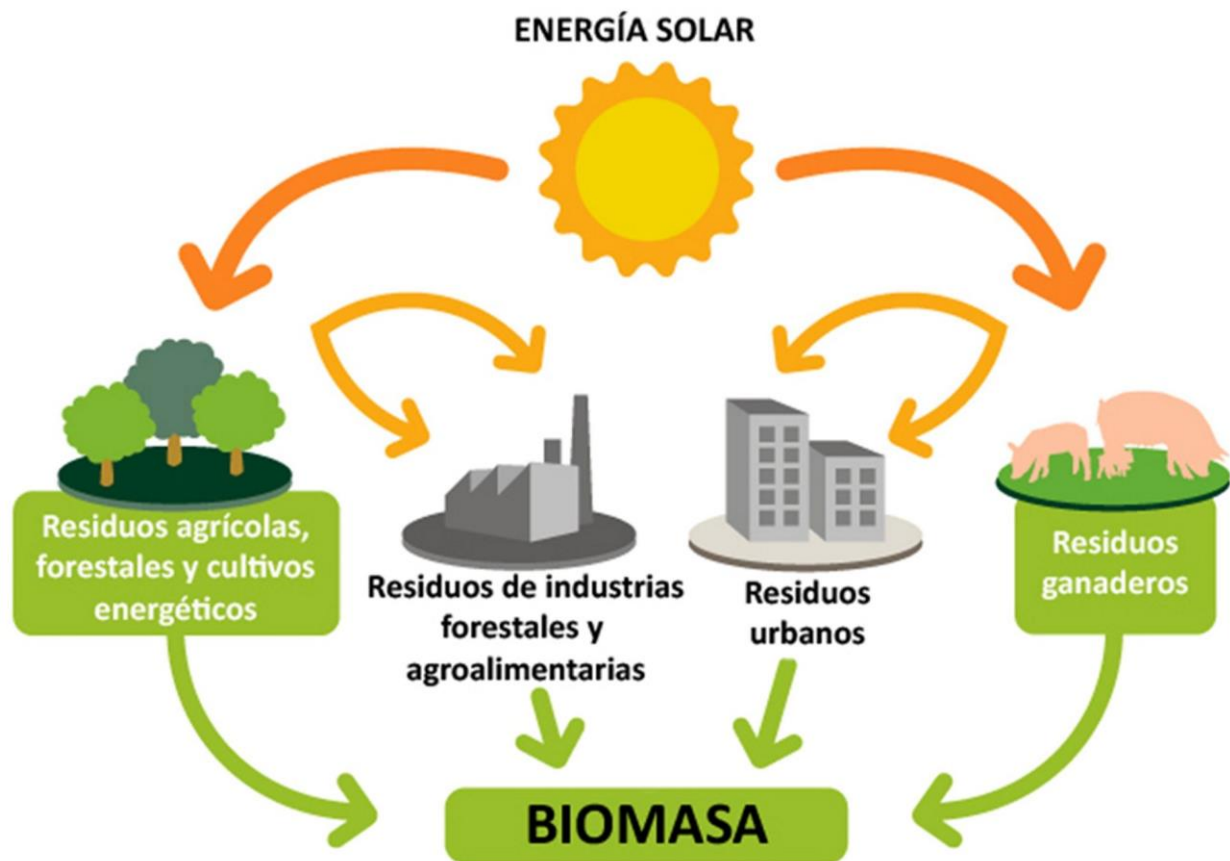 ENERGÍA SOLAR
Residuos agrícolas,
forestales y cultivos
energéticos
Residuos de industrias
forestales y
agroalimentarias
Residuos
urbanos
Residuos
ganaderos
BIOMASA